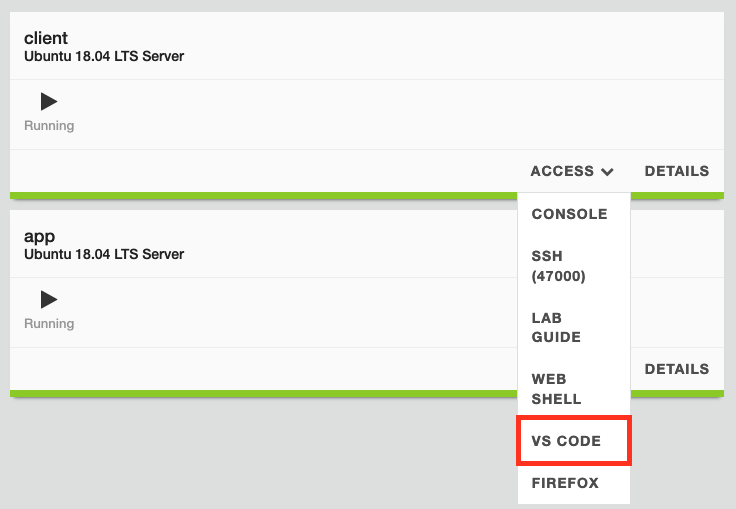 client
Ubuntu 18.04 LTS Server
Running
ACCESS DETAILS
CONSOLE
SSH
(47000)
LAB
GUIDE
WEB
SHELL
VS CODE
FIREFOX
app
Ubuntu 18.04 LTS Server
Running
DETAILS